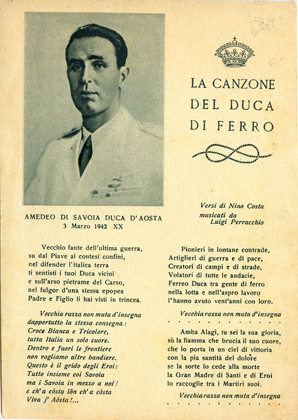 LA CANZONE
DEL DUCA
DI FERRO
Versi di Nino Costa
musicati da
Luigi Perracchio
AMEDEO DI SAVOIA DUCA D'AOSTA
3 Marzo 1942 XX
Vecchio fante dell'ultima guerra,
su dal Piave ai contesi confini,
nel difender l'italica terra
ti sentisti i tuoi Duca vicini
e sull'arso pietrame del Carso,
nel fulgor d'una stessa epopea
Padre e Figlio li hai visti in trincea.
Vecchia razza non muta d'insegna
dappertutto la stessa consegna:
Croce Bianca e Tricolore,
tutta Italia un solo cuore.
Dentro e fuori le frontiere
non vogliamo altre bandiere.
Questo è il grido degli Eroi:
Tutto insieme col Savoia
ma i Savoia in mezzo a noi!
e ch'a costa lòn ch'a costa
Viva j' Aòsta!...
Pionieri in lontane contrade,
Artiglieri di guerra e di pace,
Creatori di campi e di strade,
Volatori di tutte le audacie,
Ferreo Duca tra gente di ferro
nella lotta e nell'aspro lavoro
l'hanno avuto vent'anni con loro.
Vecchia razza non muta d'insegna
Amba Alagi, tu sei la sua gloria,
sù la fiamma che brucia il suo cuore,
che lo porta in un ciel di vittoria
con la pia santità del dolore
se la sorte lo cede alla morte
la Gran Madre di Santi e di Eroi
lo raccoglie tra i Martiri suoi.
Vecchia razza non muta d'insegna